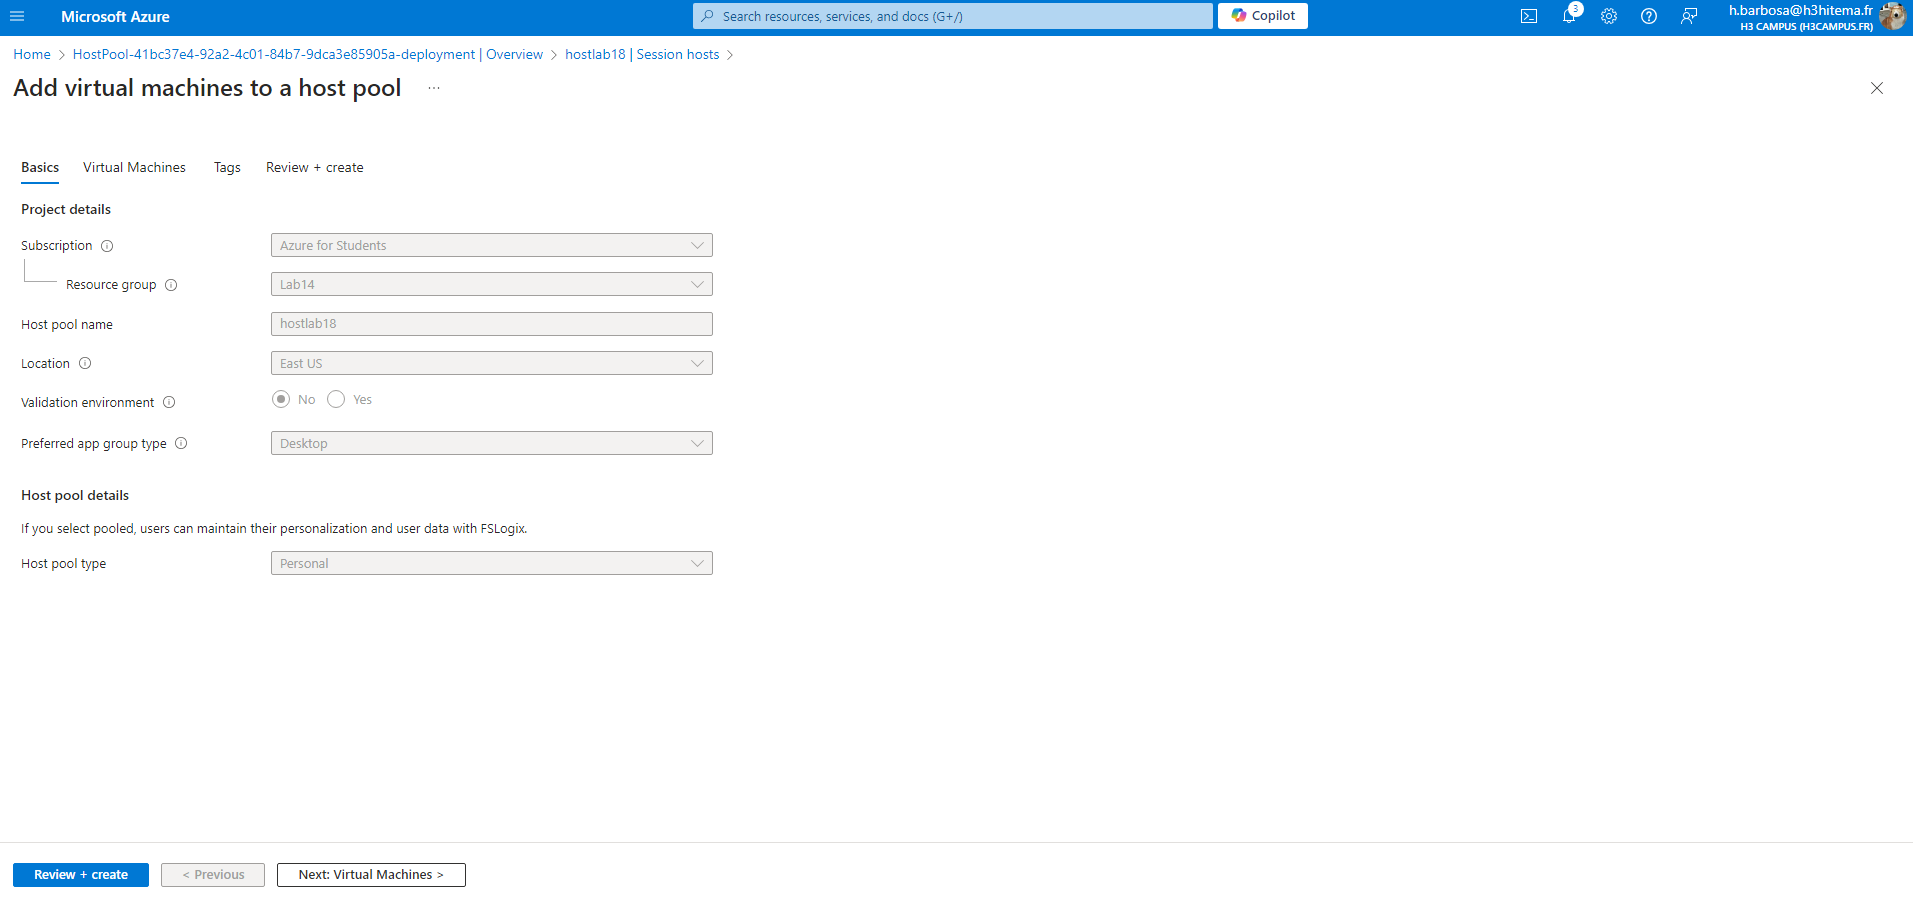 Microsoft Azure
Search resources, services, and docs (G+/)
Copilot
3
h.barbosa@h3hitema.fr
H3 CAMPUS (H3CAMPUS.FR)
Home > HostPool-41bc37e4-92a2-4c01-84b7-9dca3e85905a-deployment | Overview > hostlab18 | Session hosts >
Add virtual machines to a host pool ...
Basics Virtual Machines Tags Review + create
Project details
Subscription Azure for Students
Resource group Lab14
Host pool name hostlab18
Location East US
Validation environment No Yes
Preferred app group type Desktop
Host pool details
If you select pooled, users can maintain their personalization and user data with FSLogix.
Host pool type Personal
Review + create < Previous Next: Virtual Machines >